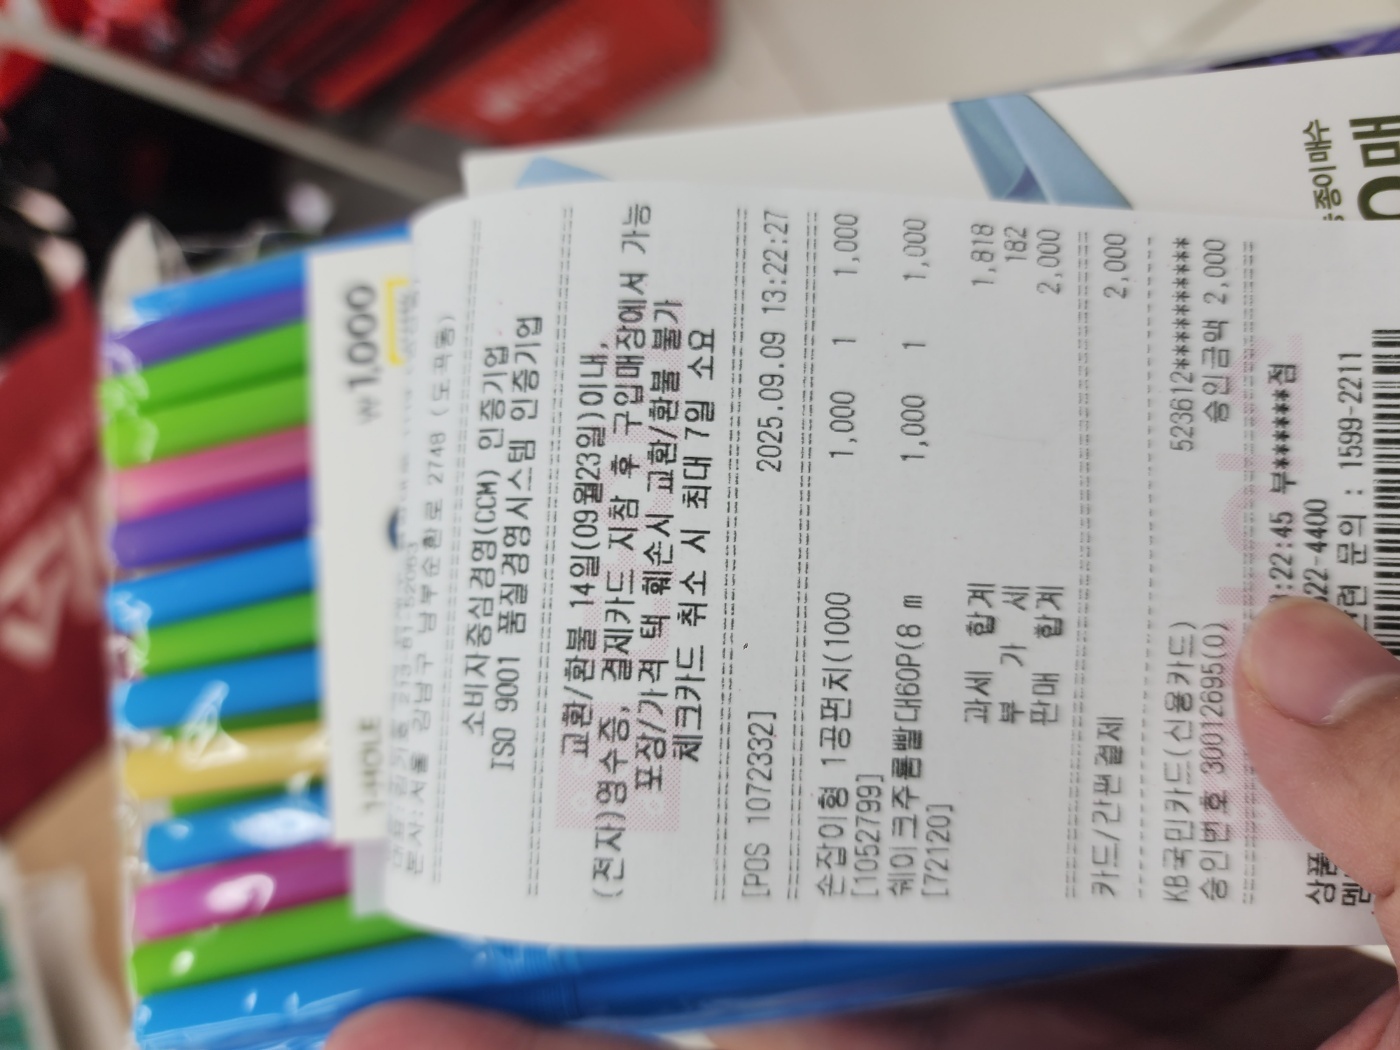 ₩1,000
1HOLE
본사:서울 강남구 남부순환로 2748 (도곡동)
소비자중심경영(CCM) 인증기업
ISO 9001 품질경영시스템 인증기업
교환/환불 14일(09월23일)이내,
(전자)영수증, 결제카드 지참 후 구입매장에서 가능
포장/가격 택 훼손시 교환/환불 불가
체크카드 취소 시 최대 7일 소요
[POS 1072332] 2025.09.09 13:22:27
손잡이형 1공펀치(1000 1,000 1 1,000
[1052799]
쉐이크주름빨대60P(8 m 1,000 1 1,000
[72120]
과세 합계 1,818
부 가 세 182
판매 합계 2,000
카드/간편결제 2,000
KB국민카드(신용카드) 523612**********
승인번호 30012695(0) 승인금액 2,000
:22:45 부******점
상품 522-4400
멤 련 문의 : 1599-2211
종이매수
0매